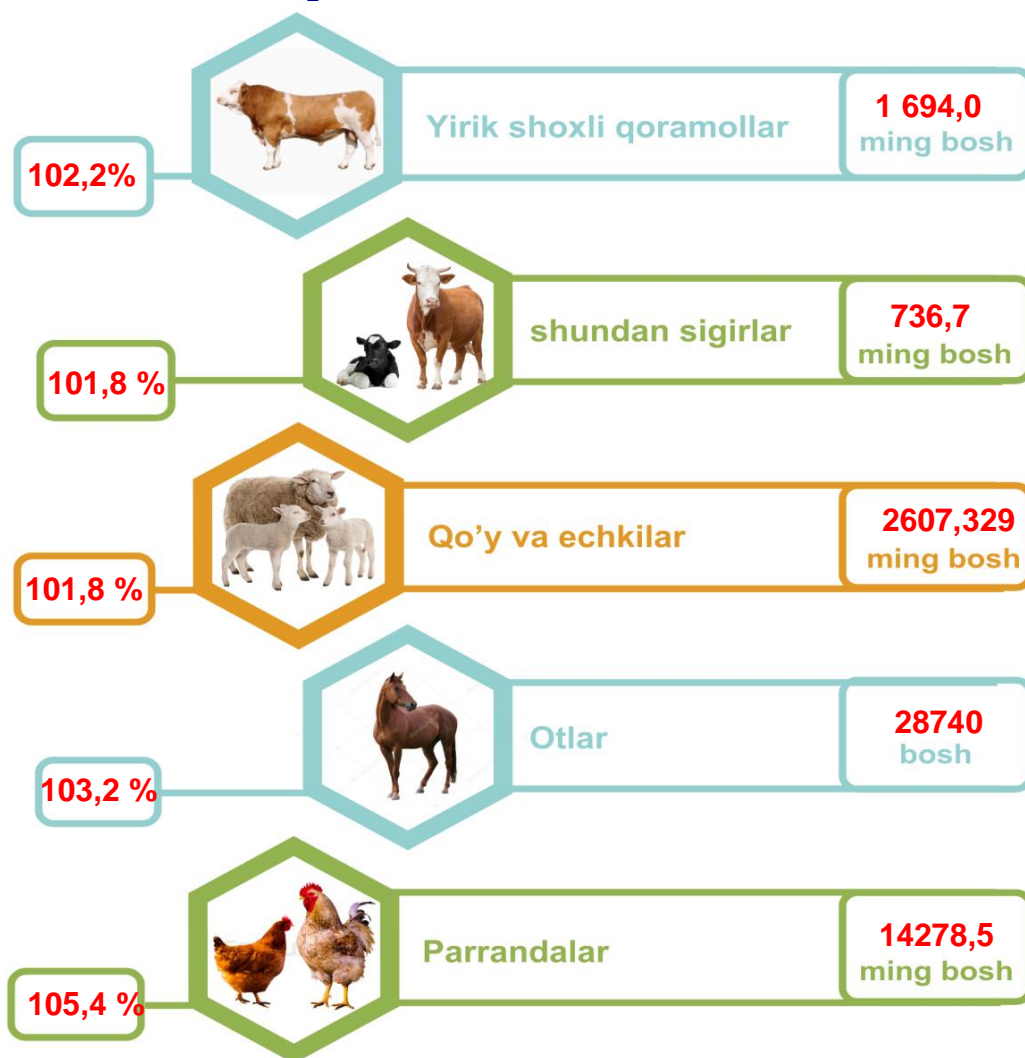 Yirik shoxli qoramollar
1 694,0
ming bosh
102,2%
shundan sigirlar
736,7
ming bosh
101,8 %
Qo’y va echkilar
2607,329
ming bosh
101,8 %
Otlar
28740
bosh
103,2 %
Parrandalar
14278,5
ming bosh
105,4 %